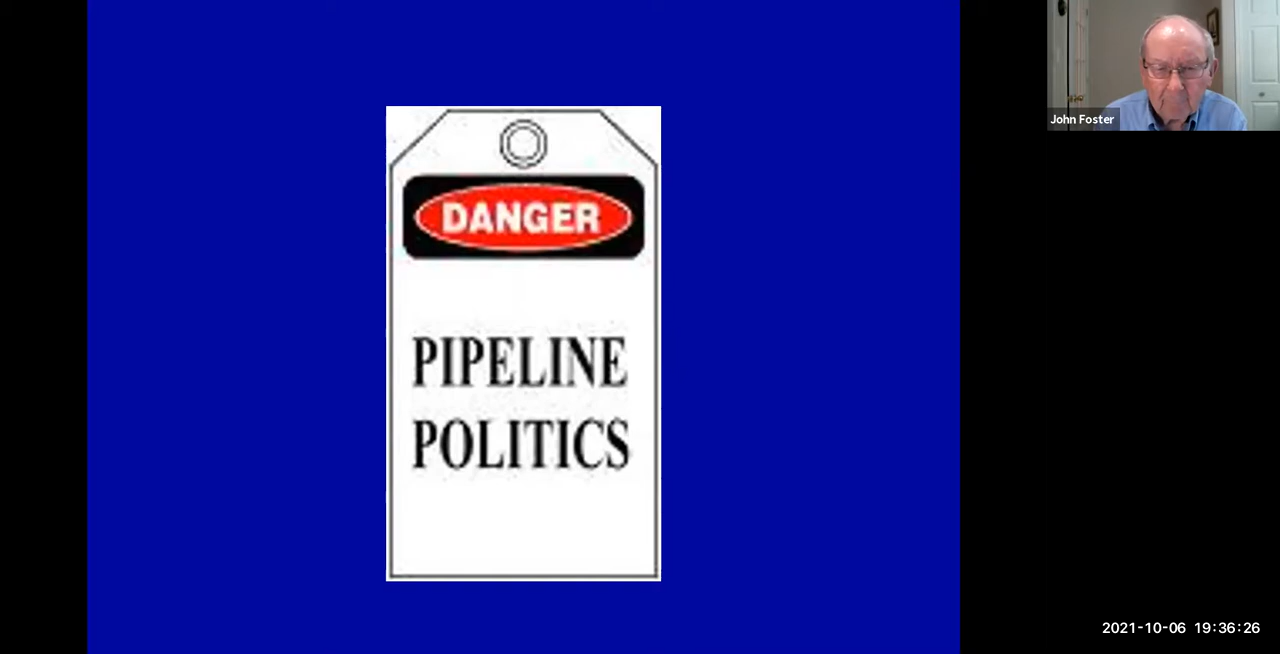 DANGER
PIPELINE
POLITICS
John Foster
2021-10-06 19:36:26